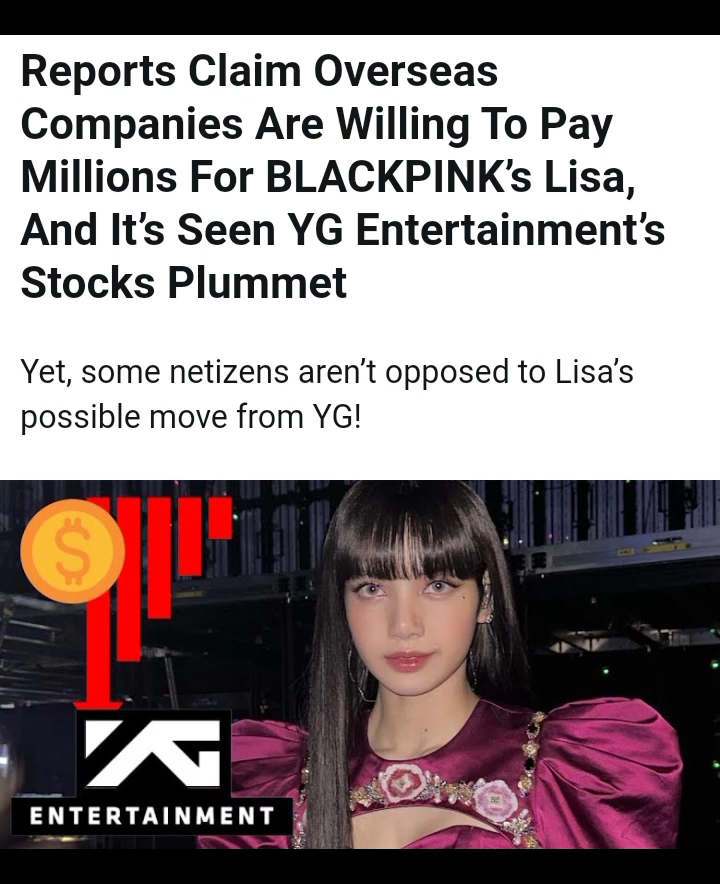 Reports Claim Overseas
Companies Are Willing To Pay
Millions For BLACKPINK’s Lisa,
And It’s Seen YG Entertainment’s
Stocks Plummet
Yet, some netizens aren’t opposed to Lisa’s
possible move from YG!
$
YG
ENTERTAINMENT